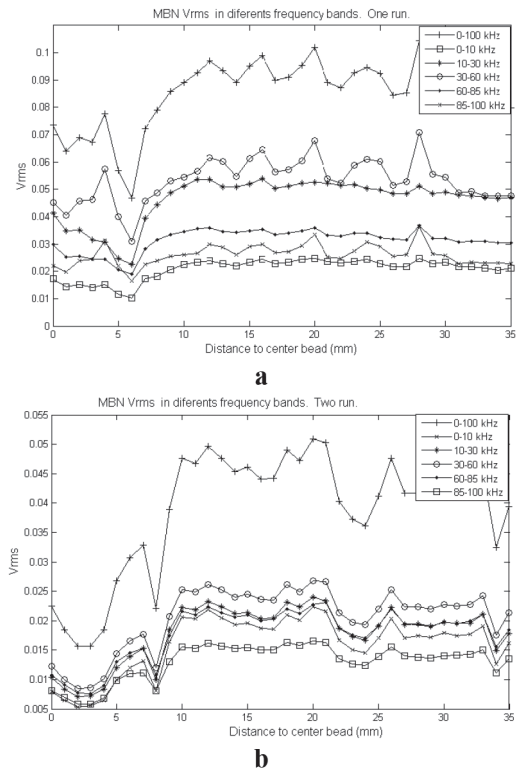 MBN Vrms in diferents frequency bands. One run.
0.1
0.09
0.08
0.07
0.06
0.05
0.04
0.03
0.02
0.01
0
Vrms
0-100 kHz
0-10 kHz
10-30 kHz
30-60 kHz
60-85 kHz
85-100 kHz
0 5 10 15 20 25 30 35
Distance to center bead (mm)
a
MBN Vrms in diferents frequency bands. Two run.
0.055
0.05
0.045
0.04
0.035
0.03
0.025
0.02
0.015
0.01
0.005
Vrms
0-100 kHz
0-10 kHz
10-30 kHz
30-60 kHz
60-85 kHz
85-100 kHz
0 5 10 15 20 25 30 35
Distance to center bead (mm)
b